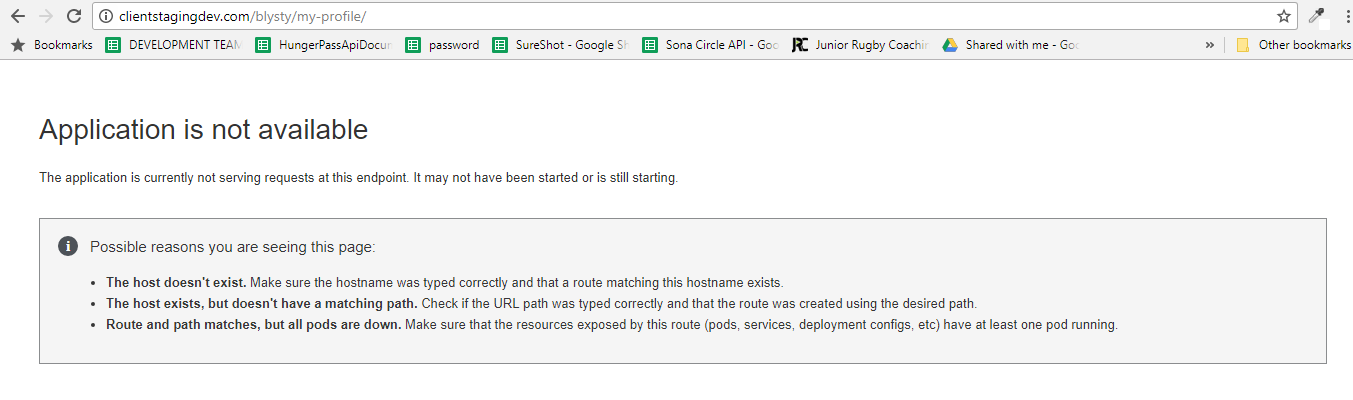 clientstagingdev.com/blysty/my-profile/
Bookmarks DEVELOPMENT TEAM HungerPassApiDocur password SureShot - Google Sh Sona Circle API - Goo JRC Junior Rugby Coachin Shared with me - Goo » Other bookmarks
Application is not available
The application is currently not serving requests at this endpoint. It may not have been started or is still starting.
Possible reasons you are seeing this page:
• The host doesn't exist. Make sure the hostname was typed correctly and that a route matching this hostname exists.
• The host exists, but doesn't have a matching path. Check if the URL path was typed correctly and that the route was created using the desired path.
• Route and path matches, but all pods are down. Make sure that the resources exposed by this route (pods, services, deployment configs, etc) have at least one pod running.